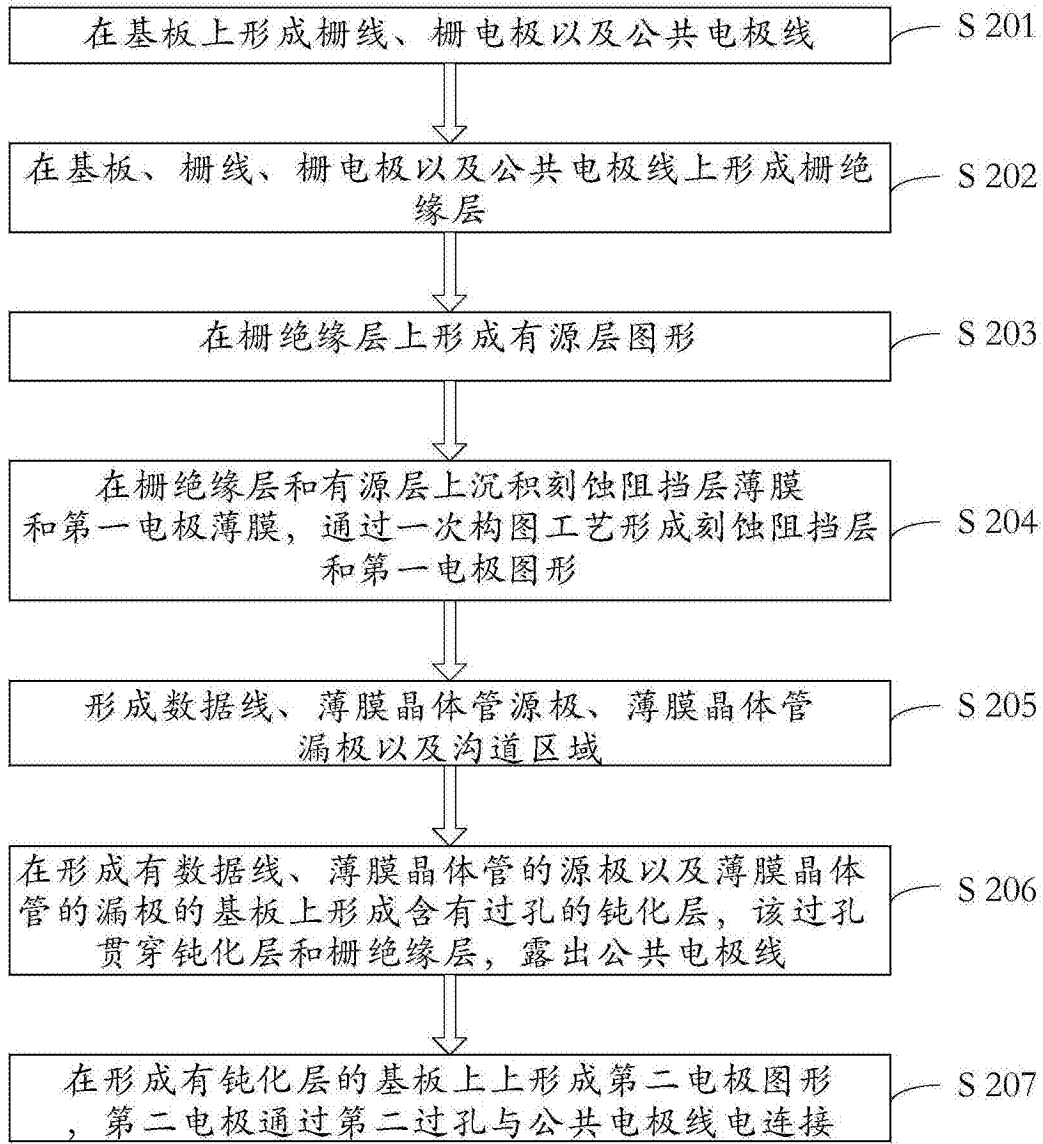 在基板上形成栅线、栅电极以及公共电极线
S 201
在基板、栅线、栅电极以及公共电极线上形成栅绝
缘层
S 202
在栅绝缘层上形成有源层图形
S 203
在栅绝缘层和有源层上沉积刻蚀阻挡层薄膜
和第一电极薄膜，通过一次构图工艺形成刻蚀阻挡层
和第一电极图形
S 204
形成数据线、薄膜晶体管源极、薄膜晶体管
漏极以及沟道区域
S 205
在形成有数据线、薄膜晶体管的源极以及薄膜晶体
管的漏极的基板上形成含有过孔的钝化层，该过孔
贯穿钝化层和栅绝缘层，露出公共电极线
S 206
在形成有钝化层的基板上上形成第二电极图形
，第二电极通过第二过孔与公共电极线电连接
S 207